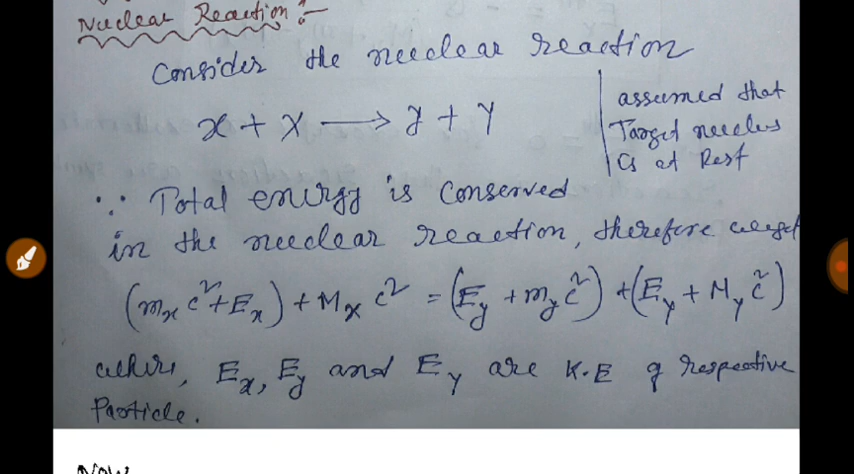 Nuclear Reaction :-
Consider the nuclear reaction
x + X ⟶ y + Y
assumed that
Target nucleus
is at Rest
∵ Total energy is conserved
in the nuclear reaction, therefore we get
(mₓc² + Eₓ) + Mₓc² = (E_y + m_y c²) + (E_Y + M_Y c²)
where, Eₓ, E_y and E_Y are K.E of respective
Particle.
Now